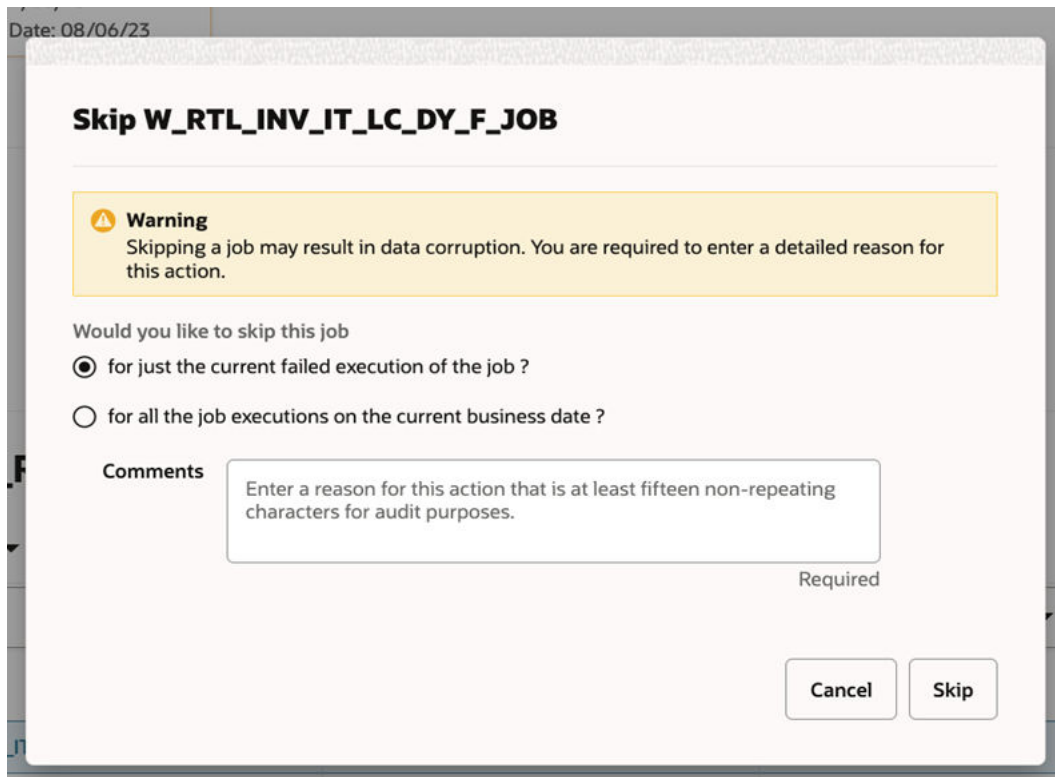 Date: 08/06/23
Skip W_RTL_INV_IT_LC_DY_F_JOB
Warning
Skipping a job may result in data corruption. You are required to enter a detailed reason for
this action.
Would you like to skip this job
for just the current failed execution of the job ?
for all the job executions on the current business date ?
Comments
Enter a reason for this action that is at least fifteen non-repeating
characters for audit purposes.
Required
Cancel
Skip